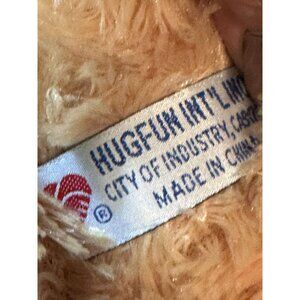 HUGFUN INT'L INC
CITY OF INDUSTRY, CA
MADE IN CHINA
®